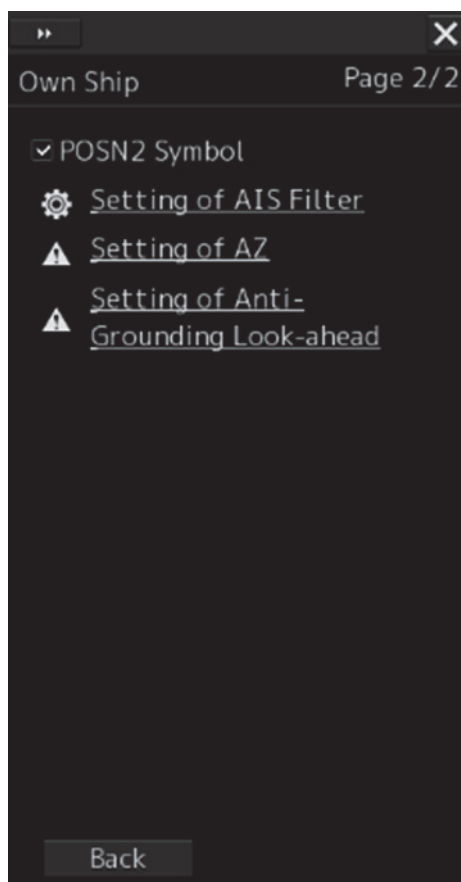 Own Ship Page 2/2
POSN2 Symbol
Setting of AIS Filter
Setting of AZ
Setting of Anti-
Grounding Look-ahead
Back